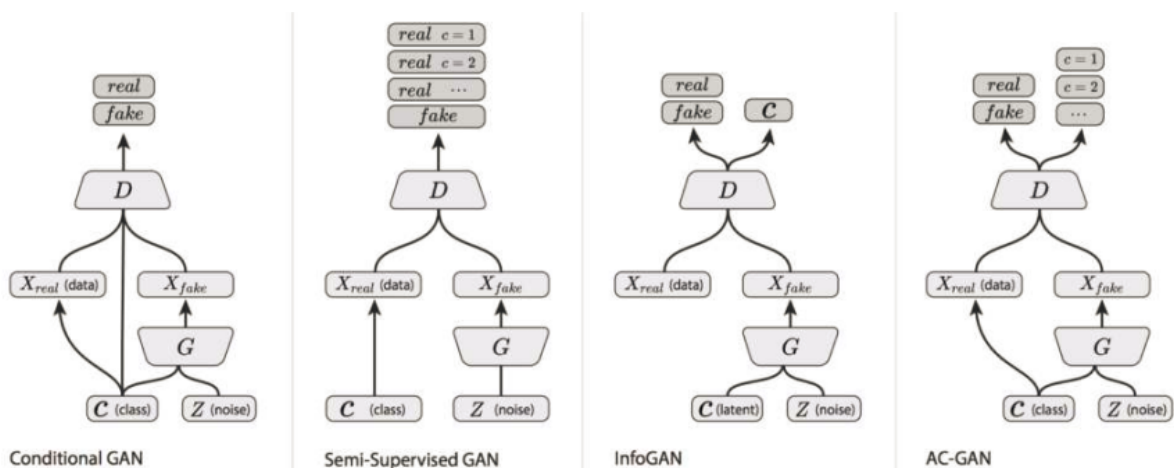 real
fake
D
X_real (data)
X_fake
G
C (class)
Z (noise)
Conditional GAN
real c = 1
real c = 2
real ...
fake
D
X_real (data)
X_fake
G
C (class)
Z (noise)
Semi-Supervised GAN
real
fake
C
D
X_real (data)
X_fake
G
C (latent)
Z (noise)
InfoGAN
real
fake
c = 1
c = 2
...
D
X_real (data)
X_fake
G
C (class)
Z (noise)
AC-GAN